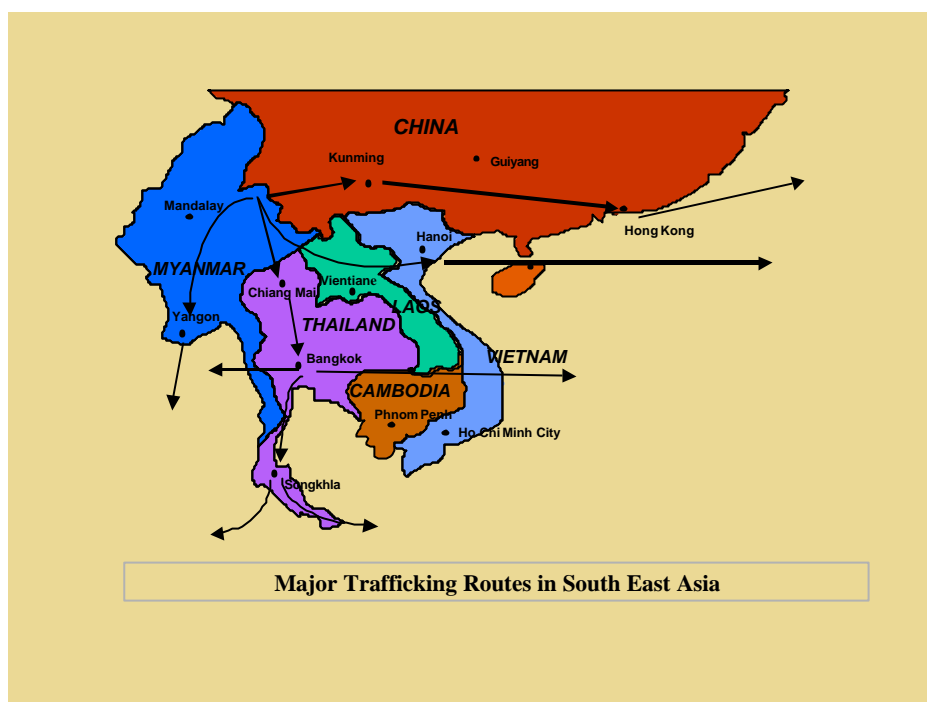 CHINA
Kunming
Guiyang
Mandalay
Hong Kong
Hanoi
MYANMAR
Vientiane
Chiang Mai
LAOS
Yangon
THAILAND
Bangkok
VIETNAM
CAMBODIA
Phnom Penh
Ho Chi Minh City
Songkhla
Major Trafficking Routes in South East Asia